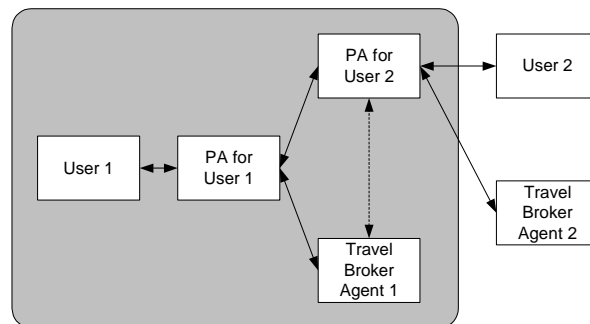 PA for
User 2
User 2
User 1
PA for
User 1
Travel
Broker
Agent 2
Travel
Broker
Agent 1